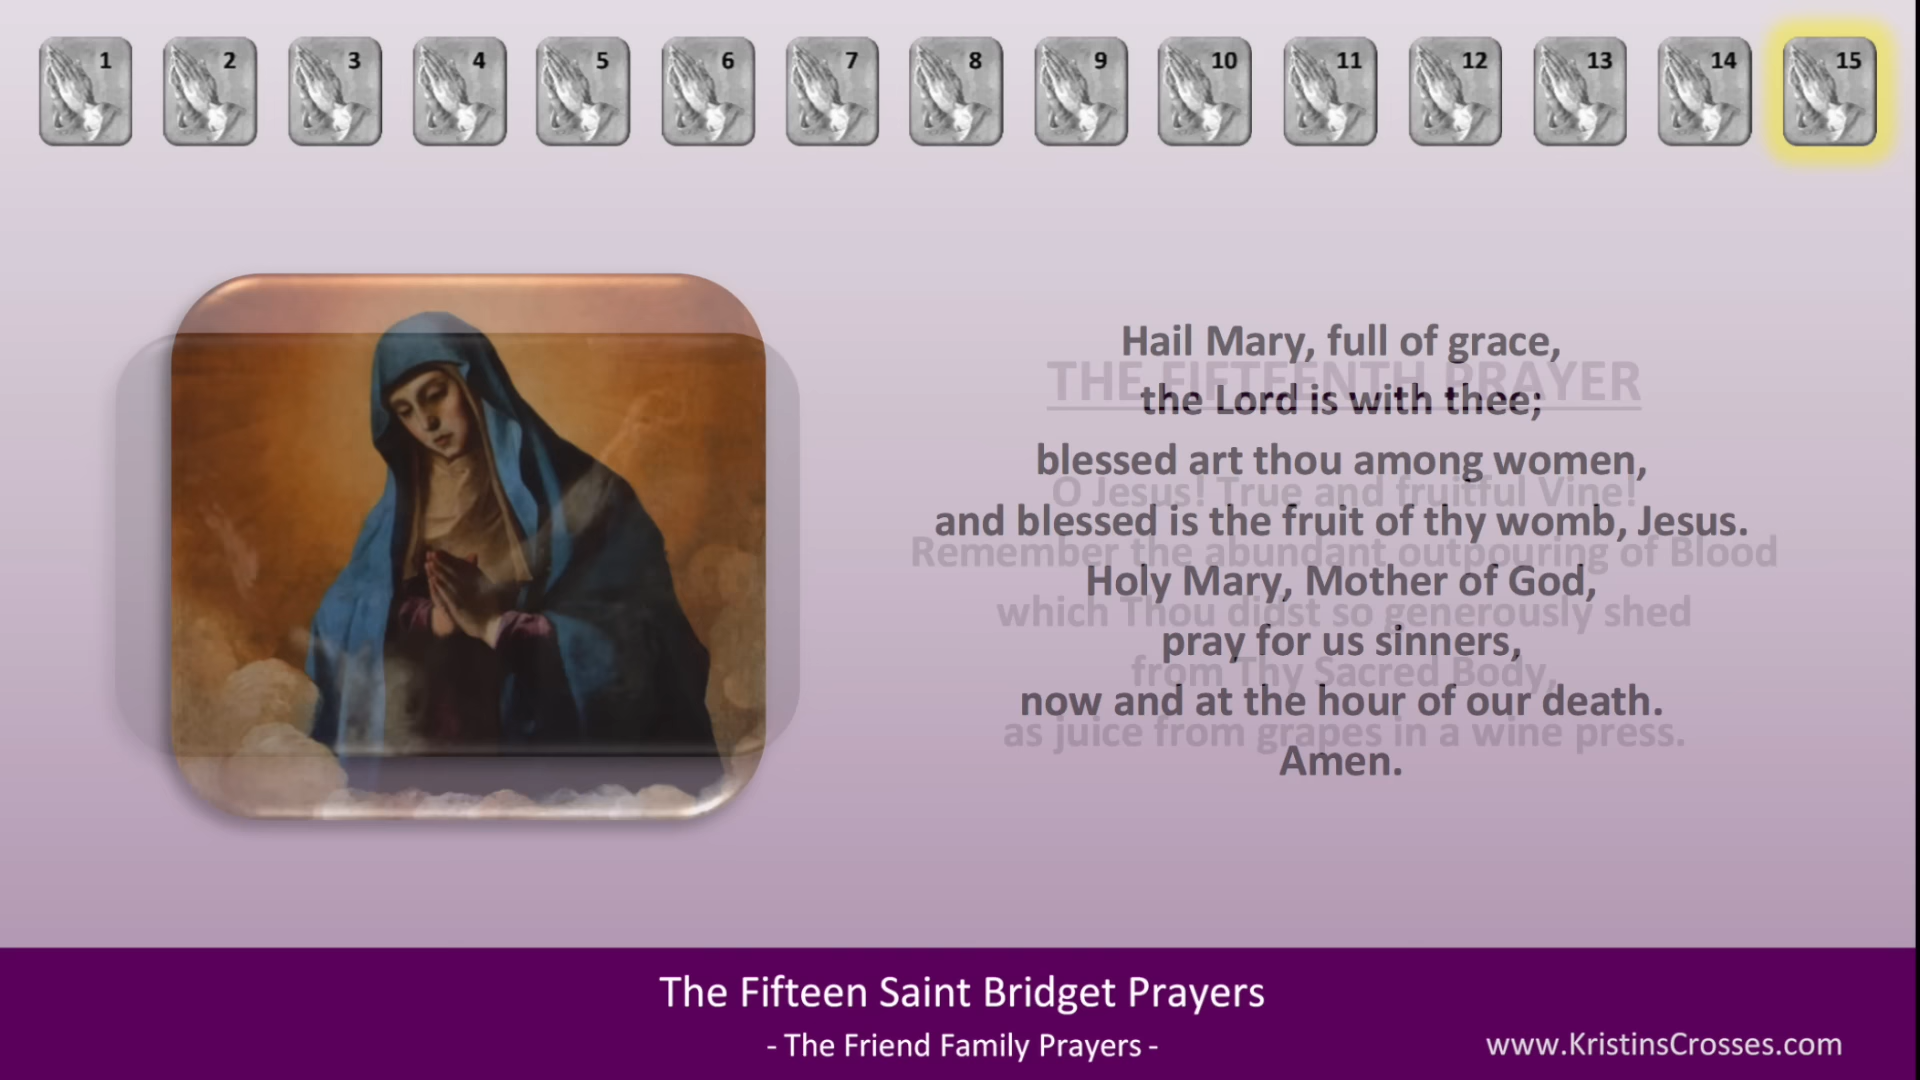 1 2 3 4 5 6 7 8 9 10 11 12 13 14 15
Hail Mary, full of grace,
the Lord is with thee;
blessed art thou among women,
and blessed is the fruit of thy womb, Jesus.
Holy Mary, Mother of God,
pray for us sinners,
now and at the hour of our death.
Amen.
THE FIFTEENTH PRAYER
O Jesus! True and fruitful Vine!
Remember the abundant outpouring of Blood
which Thou didst so generously shed
from Thy Sacred Body,
as juice from grapes in a wine press.
The Fifteen Saint Bridget Prayers
- The Friend Family Prayers -
www.KristinsCrosses.com